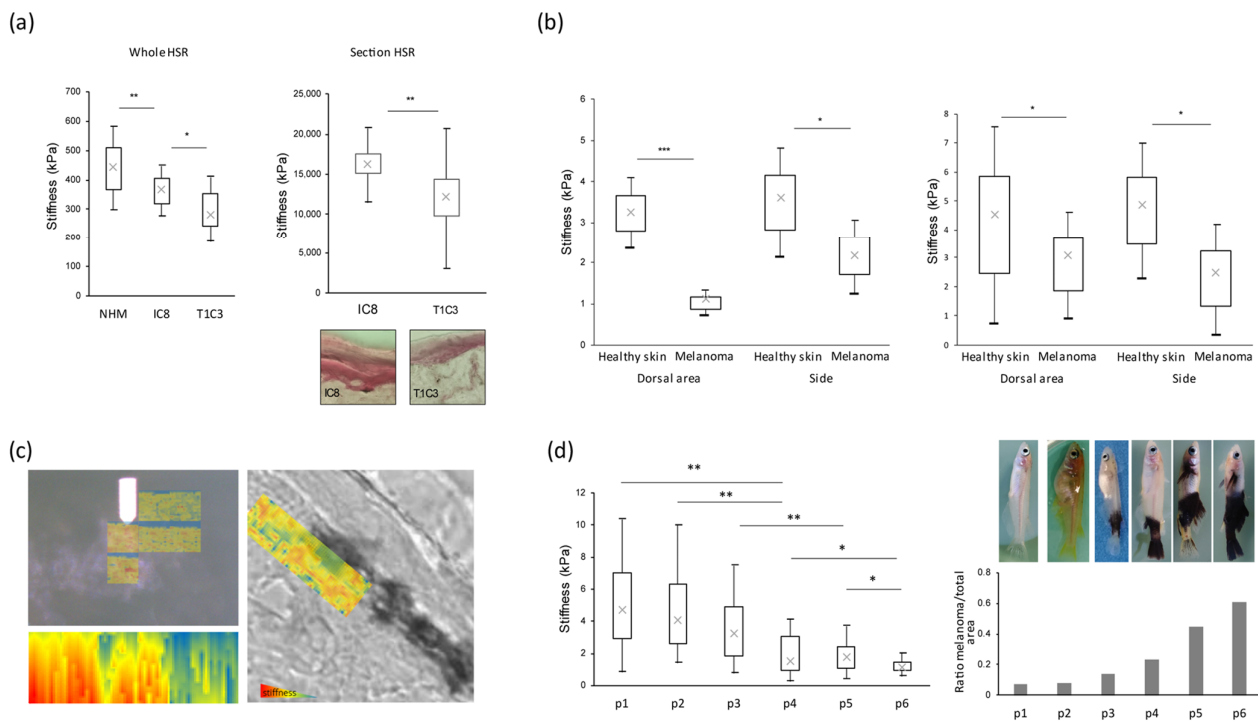 (a)
Whole HSR
Stiffness (kPa)
700
600
500
400
300
200
100
0
**
*
NHM IC8 T1C3
Section HSR
Stiffness (kPa)
25,000
20,000
15,000
10,000
5,000
0
**
IC8 T1C3
IC8
T1C3
(b)
Stiffness (kPa)
6
5
4
3
2
1
0
***
*
Healthy skin Melanoma Healthy skin Melanoma
Dorsal area Side
Stiffness (kPa)
8
7
6
5
4
3
2
1
0
*
*
Healthy skin Melanoma Healthy skin Melanoma
Dorsal area Side
(c)
stiffness
(d)
Stiffness (kPa)
16
14
12
10
8
6
4
2
0
**
**
**
*
*
p1 p2 p3 p4 p5 p6
Ratio melanoma/total
area
0.8
0.6
0.4
0.2
0
p1 p2 p3 p4 p5 p6